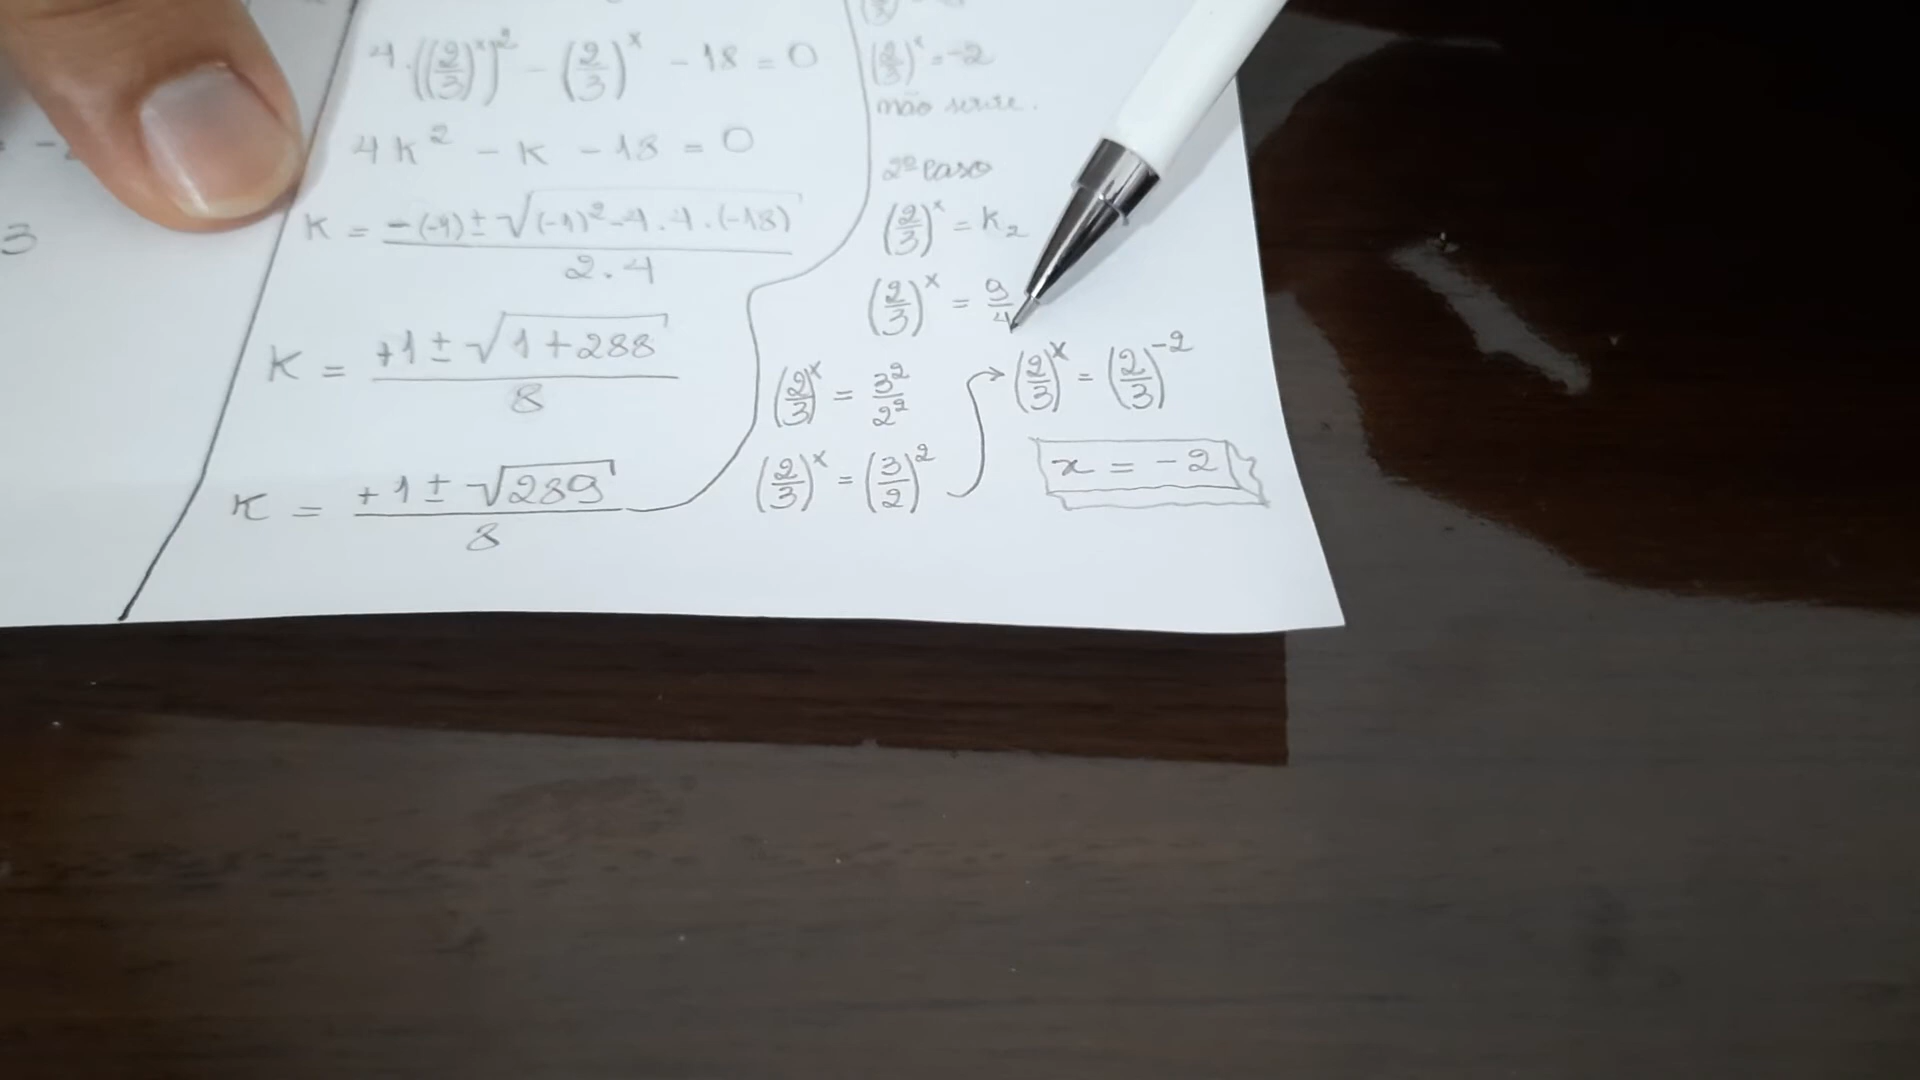 3
4·((2/3)^x)^2 - (2/3)^x - 18 = 0
4K^2 - K - 18 = 0
K = (-(-1) ± √((-1)^2 - 4 . 4 . (-18))) / (2 . 4)
K = (+1 ± √(1 + 288)) / 8
K = (+1 ± √289) / 8
(2/3)^x = -2
não serve.
2º Caso
(2/3)^x = K_2
(2/3)^x = 9/4
(2/3)^x = 3^2/2^2
(2/3)^x = (3/2)^2
(2/3)^x = (2/3)^-2
x = -2